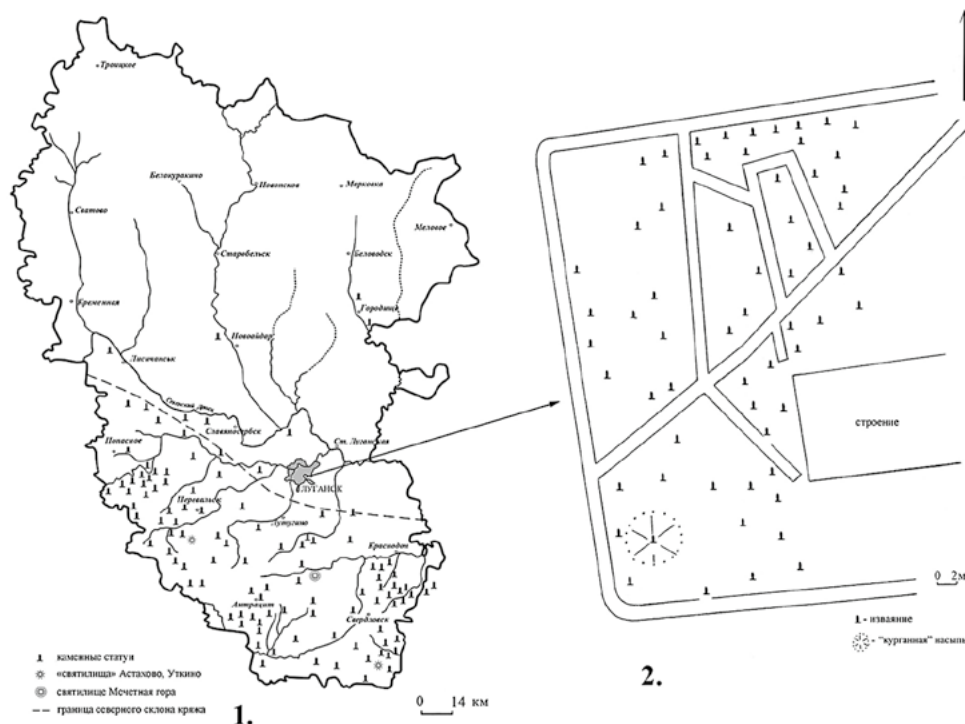 Троицкое
Белокуракино
Новопсков
Марковка
Сватово
Меловое
Старобельск
Беловодск
Кременная
Городище
Новоайдар
Лисичанськ
Северский Донец
Славяносербск
Ст. Луганская
Попасное
ЛУГАНСК
Перевальск
Лутугино
Краснодон
Антрацит
Свердловск
каменные статуи
«святилища» Астахово, Уткино
святилище Мечетная гора
граница северного склона кряжа
0 14 км
1.
строение
0 2м
- изваяние
- "курганная" насыпь
2.